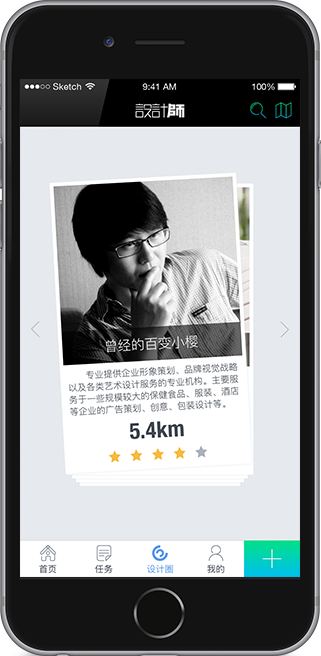 Sketch 9:41 AM 100%
設計師
曾经的百变小樱
专业提供企业形象策划、品牌视觉战略
以及各类艺术设计服务的专业机构。主要服
务于一些规模较大的保健食品、服装、酒店
等企业的广告策划、创意、包装设计等。
5.4km
首页 任务 设计圈 我的